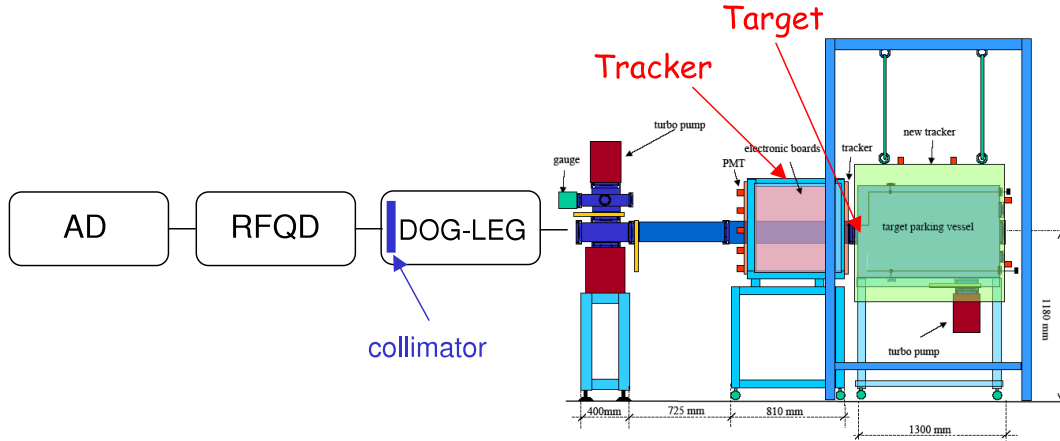 Target
Tracker
turbo pump
electronic boards
tracker
new tracker
gauge
PMT
AD
RFQD
DOG-LEG
target parking vessel
collimator
turbo pump
1180 mm
400mm
725 mm
810 mm
1300 mm